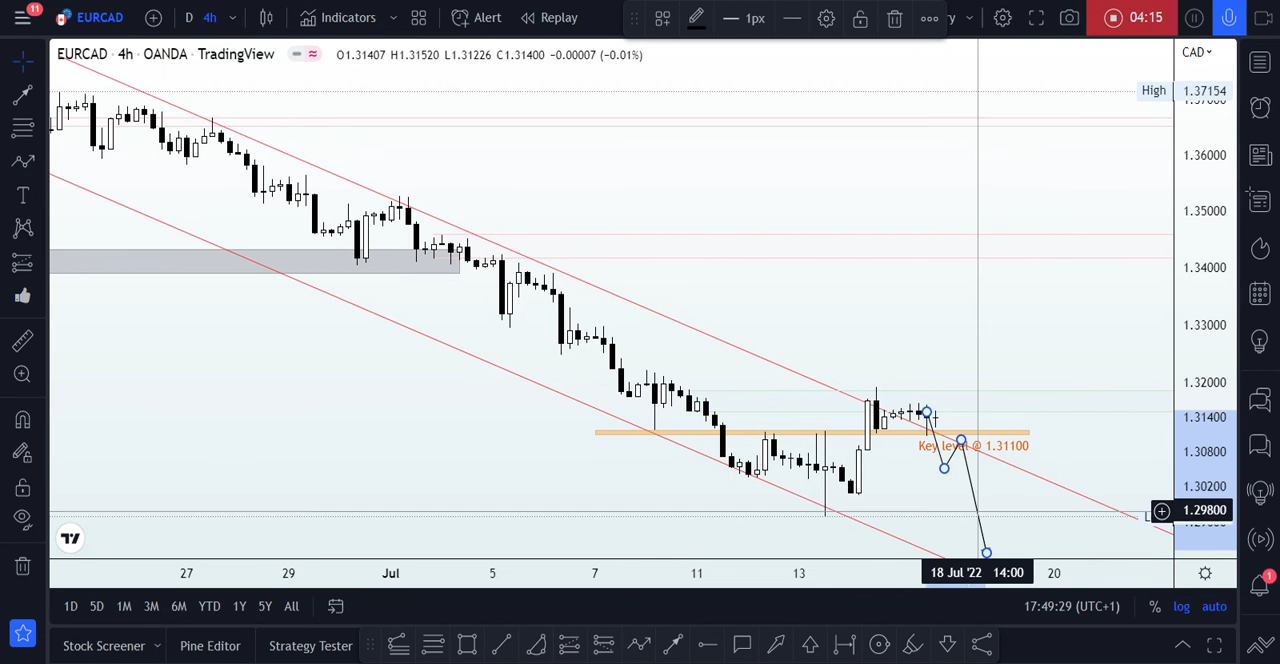 11
EURCAD
D
4h
Indicators
Alert
Replay
1px
ry
04:15
EURCAD · 4h · OANDA · TradingView
O1.31407 H1.31520 L1.31226 C1.31400 -0.00007 (-0.01%)
CAD
High
1.37154
1.36000
1.35000
1.34000
1.33000
1.32000
1.31400
1.30800
1.30200
1.29800
Key level @ 1.31100
27
29
Jul
5
7
11
13
18 Jul '22 14:00
20
1
1D 5D 1M 3M 6M YTD 1Y 5Y All
17:49:29 (UTC+1)
%
log
auto
Stock Screener
Pine Editor
Strategy Tester